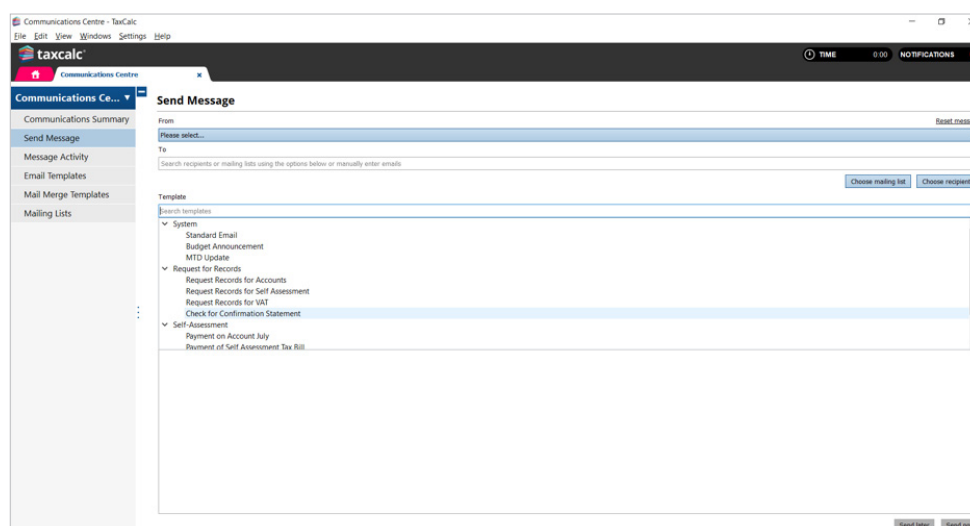 Communications Centre - TaxCalc
File Edit View Windows Settings Help
taxcalc
TIME 0:00 NOTIFICATIONS
Communications Centre x
Communications Ce...
Communications Summary
Send Message
Message Activity
Email Templates
Mail Merge Templates
Mailing Lists
Send Message
From
Reset mess
Please select...
To
Search recipients or mailing lists using the options below or manually enter emails
Choose mailing list Choose recipient
Template
Search templates
System
Standard Email
Budget Announcement
MTD Update
Request for Records
Request Records for Accounts
Request Records for Self Assessment
Request Records for VAT
Check for Confirmation Statement
Self-Assessment
Payment on Account July
Payment of Self Assessment Tax Bill
Send later Send